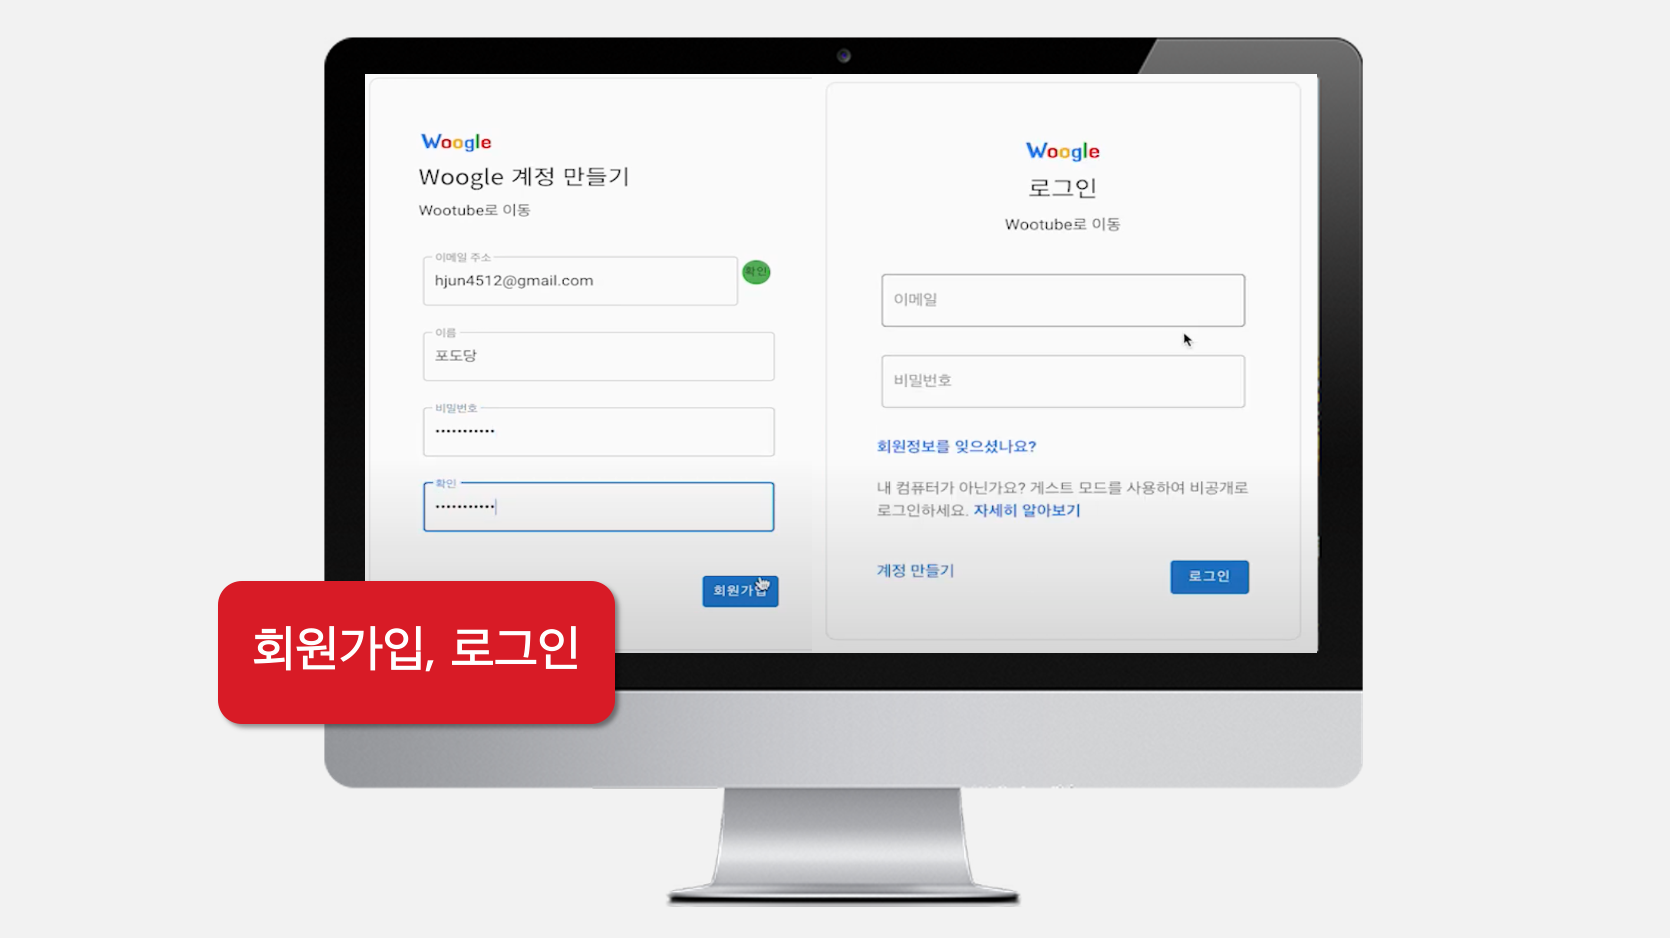 Woogle
Woogle 계정 만들기
Wootube로 이동
이메일 주소
hjun4512@gmail.com
확인
이름
포도당
비밀번호
•••••••••••
확인
•••••••••••
회원가입
Woogle
로그인
Wootube로 이동
이메일
비밀번호
회원정보를 잊으셨나요?
내 컴퓨터가 아닌가요? 게스트 모드를 사용하여 비공개로
로그인하세요. 자세히 알아보기
계정 만들기
로그인
회원가입, 로그인